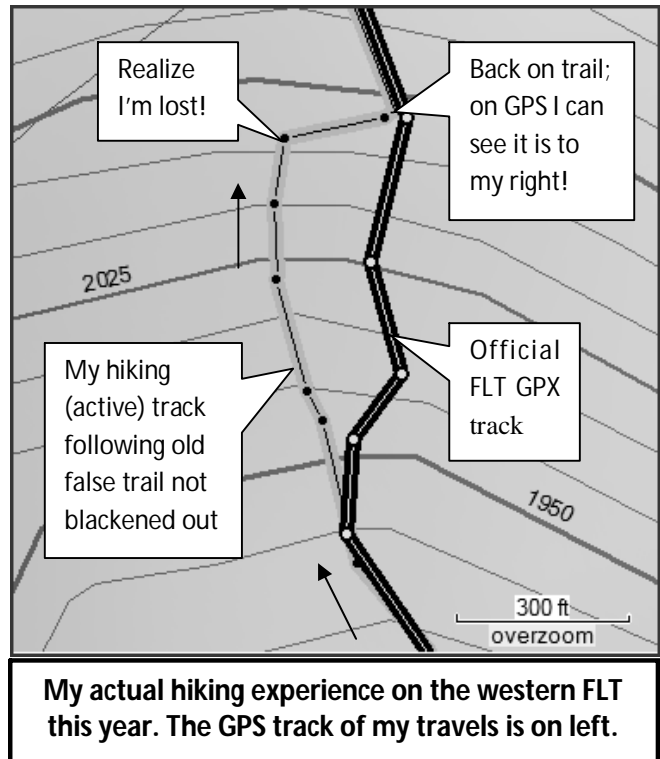 Realize
I'm lost!
Back on trail;
on GPS I can
see it is to
my right!
2025
My hiking
(active) track
following old
false trail not
blackened out
Official
FLT GPX
track
1950
300 ft
overzoom
My actual hiking experience on the western FLT
this year. The GPS track of my travels is on left.